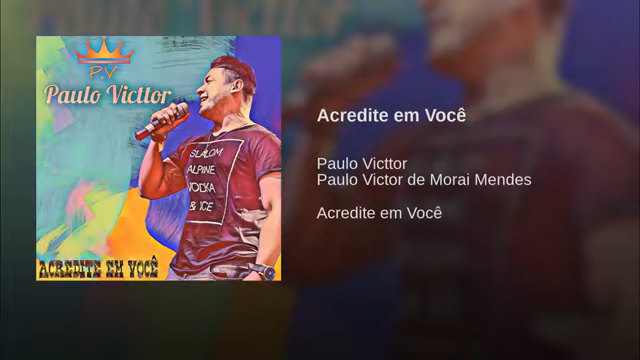 P.V
Paulo Victtor
SLALOM
ALPINE
VODKA
& ICE
ACREDITE EM VOCÊ
Acredite em Você
Paulo Victtor
Paulo Victor de Morai Mendes
Acredite em Você